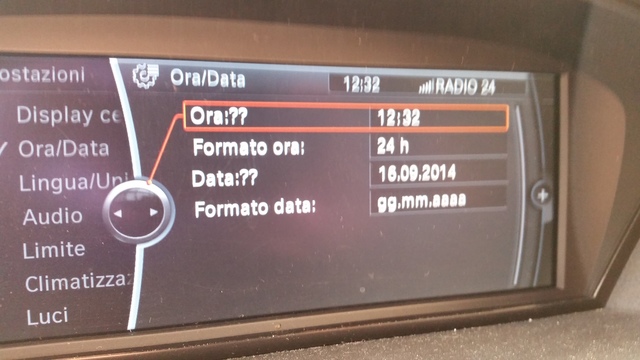 ostazioni
Ora/Data
12:32
RADIO 24
Display ce
Ora/Data
Lingua/Uni
Audio
Limite
Climatizza
Luci
Ora:?? 12:32
Formato ora: 24 h
Data:?? 16.09.2014
Formato data: gg.mm.aaaa